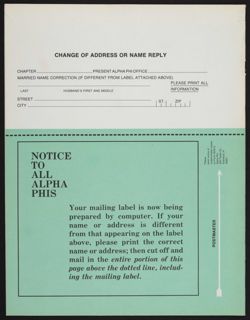 CHANGE OF ADDRESS OR NAME REPLY
CHAPTER PRESENT ALPHA PHI OFFICE
MARRIED NAME CORRECTION (IF DIFFERENT FROM LABEL ATTACHED ABOVE)
PLEASE PRINT ALL
INFORMATION
LAST HUSBAND'S FIRST AND MIDDLE
STREET ST. ZIP
CITY
NOTICE
TO
ALL
ALPHA
PHIS
Your mailing label is now being
prepared by computer. If your
name or address is different
from that appearing on the label
above, please print the correct
name or address; then cut off and
mail in the entire portion of this
page above the dotted line, includ-
ing the mailing label.
POSTMASTER